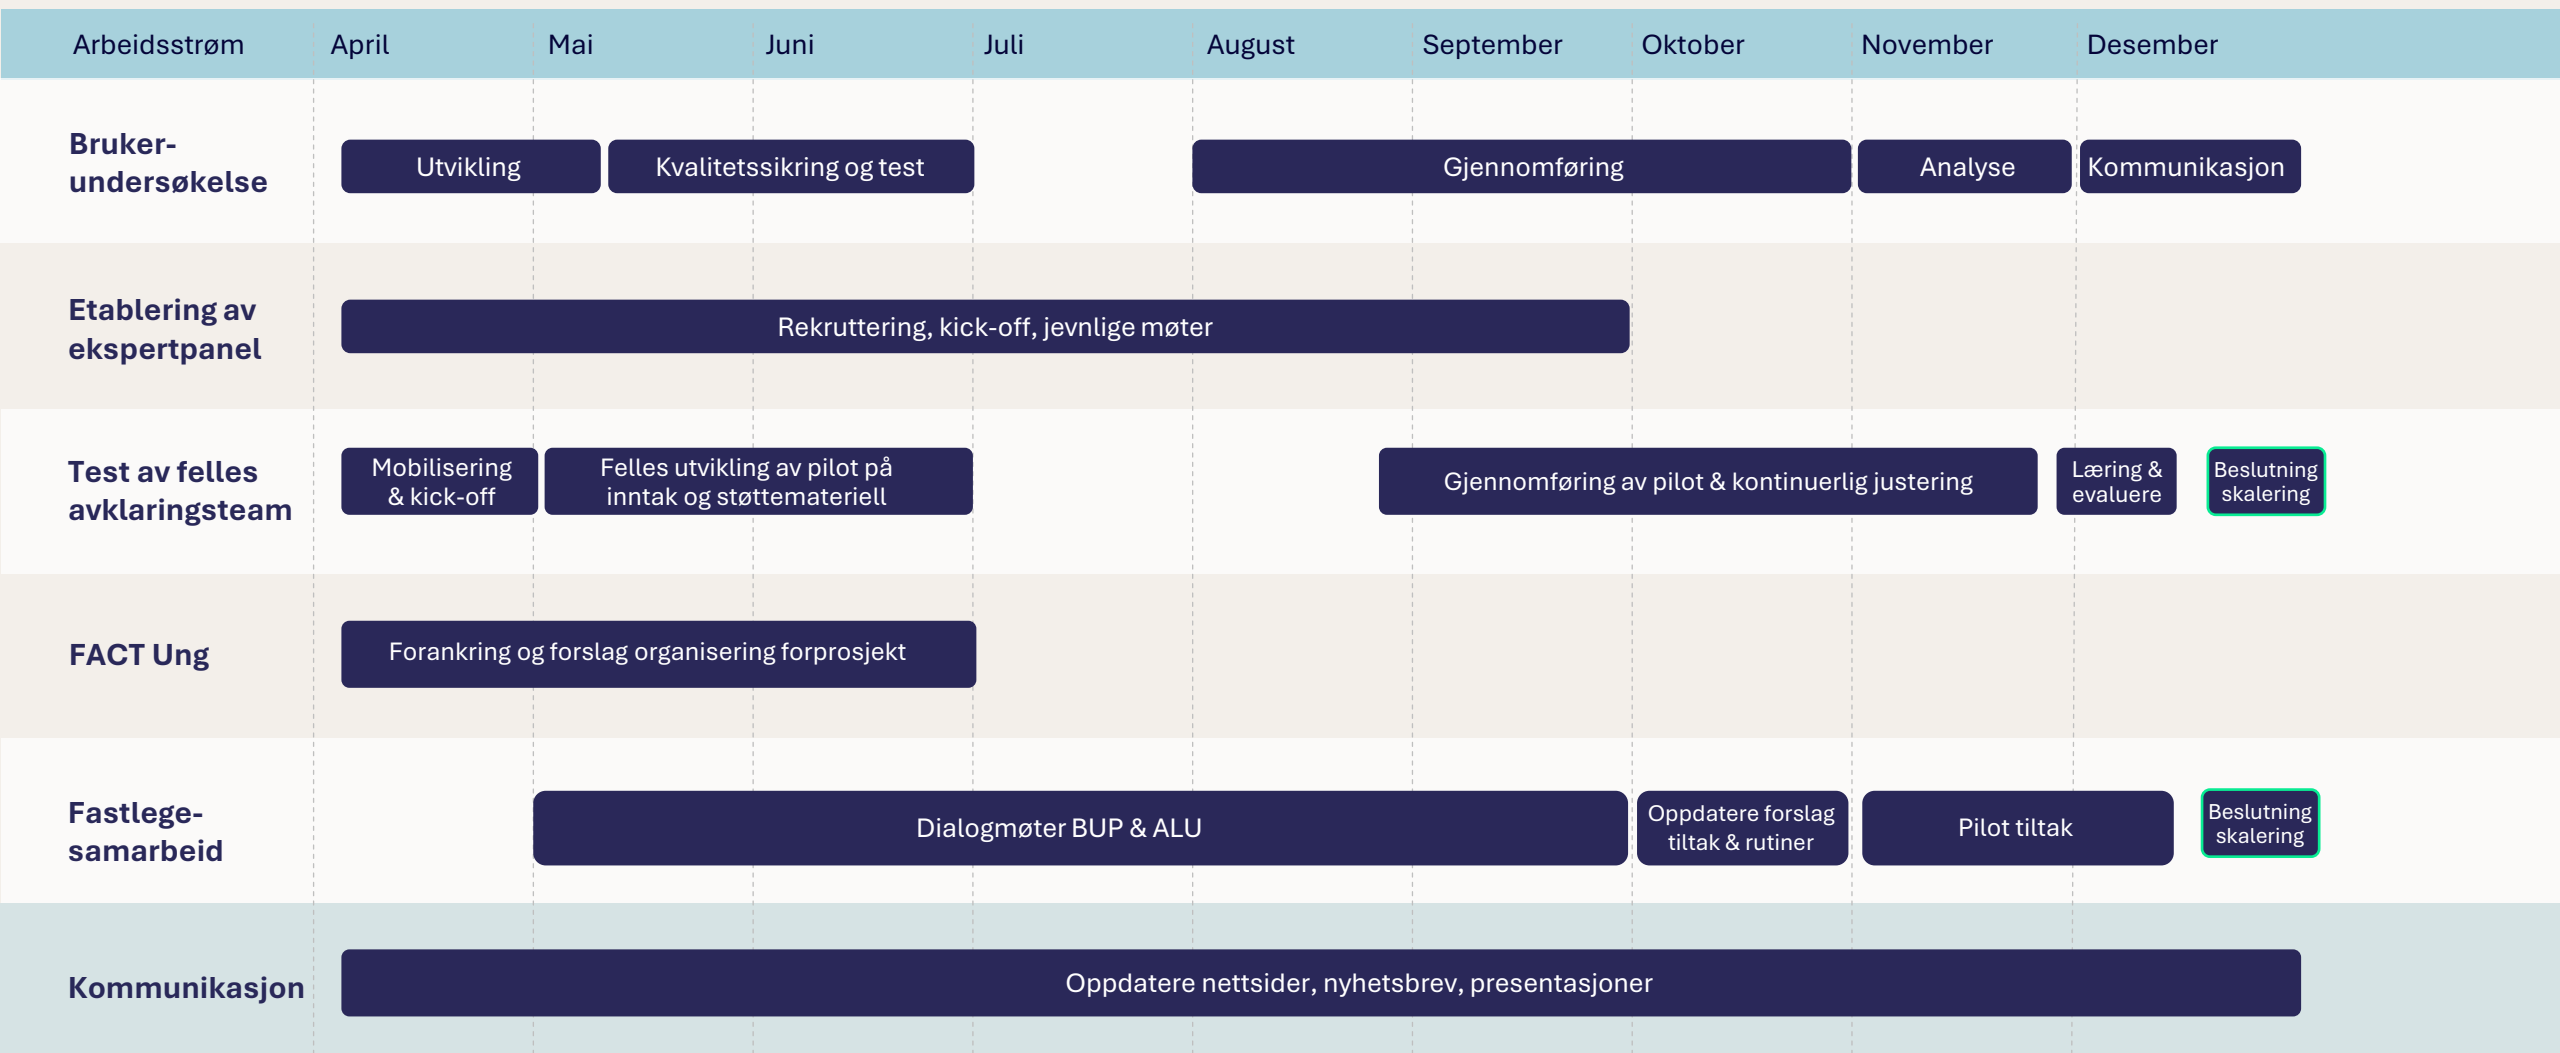 Arbeidsstrøm April Mai Juni Juli August September Oktober November Desember
Bruker-
undersøkelse
Utvikling Kvalitetssikring og test Gjennomføring Analyse Kommunikasjon
Etablering av
ekspertpanel
Rekruttering, kick-off, jevnlige møter
Test av felles
avklaringsteam
Mobilisering
& kick-off
Felles utvikling av pilot på
inntak og støttemateriell
Gjennomføring av pilot & kontinuerlig justering
Læring &
evaluere
Beslutning
skalering
FACT Ung
Forankring og forslag organisering forprosjekt
Fastlege-
samarbeid
Dialogmøter BUP & ALU
Oppdatere forslag
tiltak & rutiner
Pilot tiltak
Beslutning
skalering
Kommunikasjon
Oppdatere nettsider, nyhetsbrev, presentasjoner